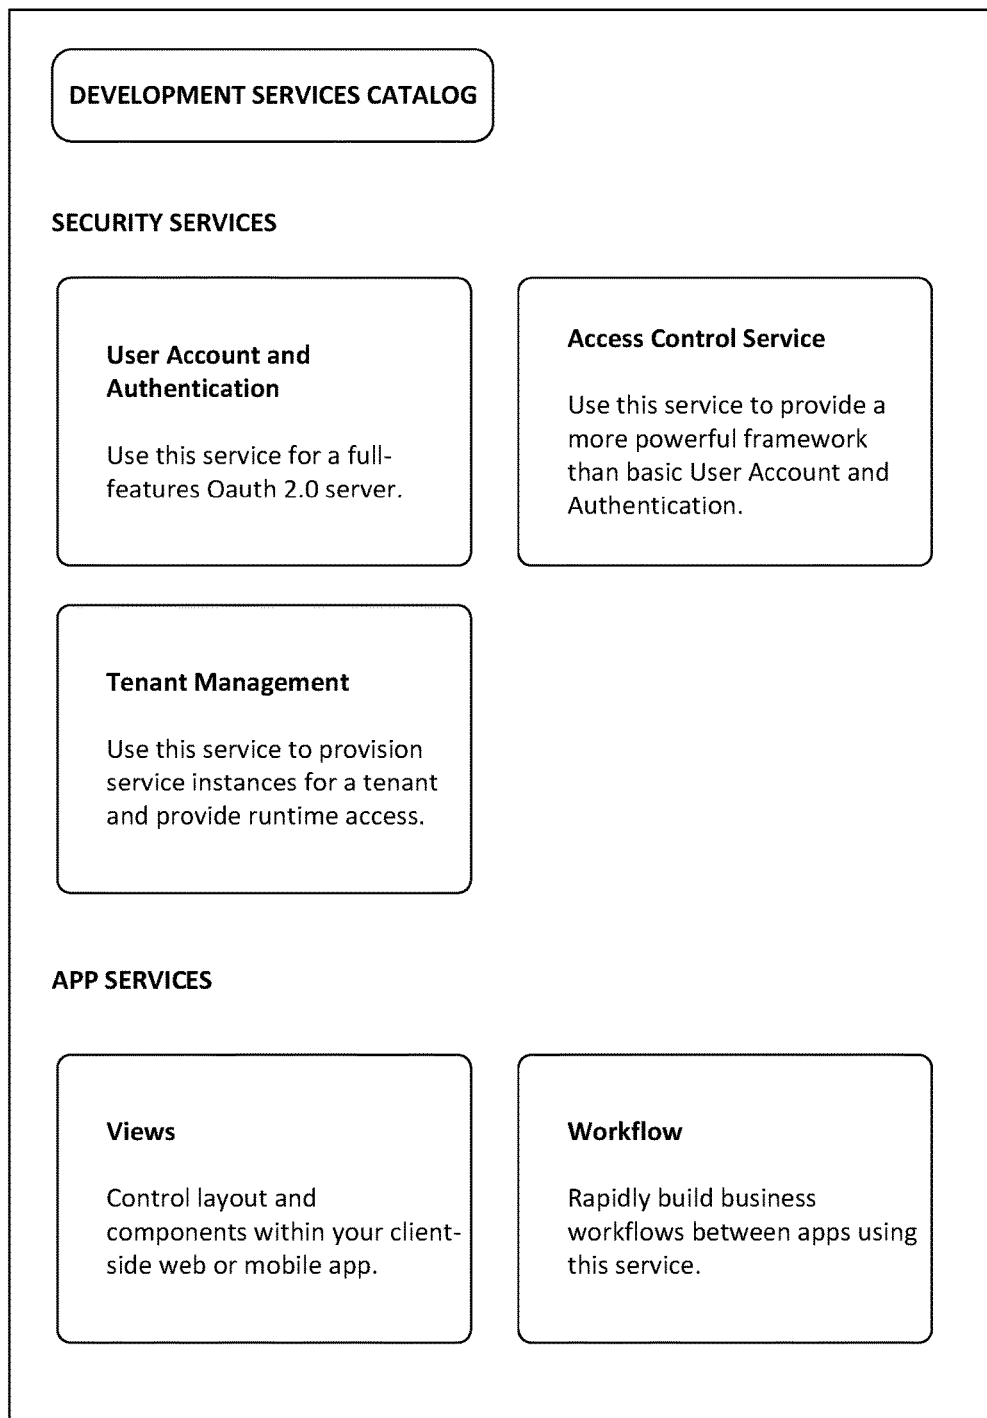 DEVELOPMENT SERVICES CATALOG
SECURITY SERVICES
User Account and
Authentication
Use this service for a full-
features Oauth 2.0 server.
Access Control Service
Use this service to provide a
more powerful framework
than basic User Account and
Authentication.
Tenant Management
Use this service to provision
service instances for a tenant
and provide runtime access.
APP SERVICES
Views
Control layout and
components within your client-
side web or mobile app.
Workflow
Rapidly build business
workflows between apps using
this service.